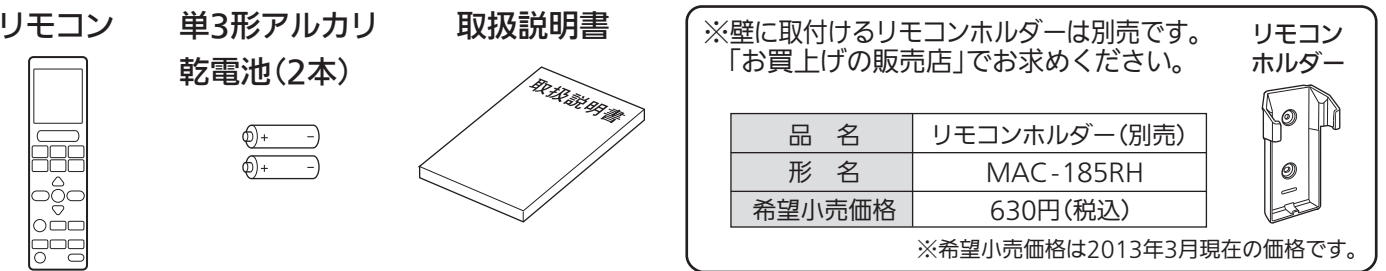 リモコン
単3形アルカリ
乾電池(2本)
取扱説明書
取扱説明書
※壁に取付けるリモコンホルダーは別売です。
「お買上げの販売店」でお求めください。
リモコン
ホルダー
品 名 リモコンホルダー(別売)
形 名 MAC-185RH
希望小売価格 630円(税込)
※希望小売価格は2013年3月現在の価格です。